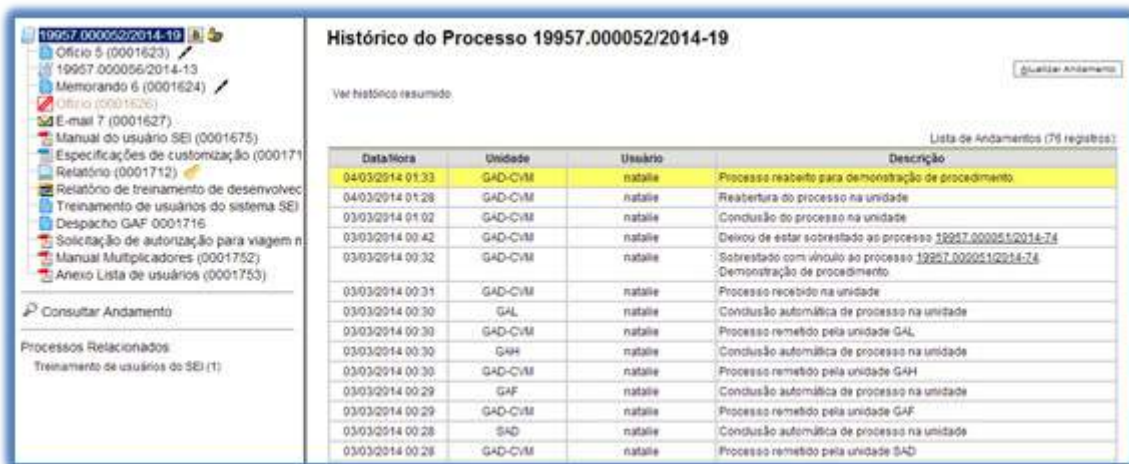 19957.000052/2014-19
Ofício 5 (0001623)
19957.000056/2014-13
Memorando 6 (0001624)
Ofício (0001626)
E-mail 7 (0001627)
Manual do usuário SEI (0001675)
Especificações de customização (000171
Relatório (0001712)
Relatório de treinamento de desenvolvec
Treinamento de usuários do sistema SEI
Despacho GAF 0001716
Solicitação de autorização para viagem n
Manual Multiplicadores (0001752)
Anexo Lista de usuários (0001753)
Consultar Andamento
Processos Relacionados
Treinamento de usuários do SEI (1)
Histórico do Processo 19957.000052/2014-19
Atualizar Andamento
Ver histórico resumido
Lista de Andamentos (76 registros):
Data/Hora Unidade Usuário Descrição
04/03/2014 01:33 GAD-CVM natalie Processo reaberto para demonstração de procedimento.
04/03/2014 01:28 GAD-CVM natalie Reabertura do processo na unidade
03/03/2014 01:02 GAD-CVM natalie Conclusão do processo na unidade
03/03/2014 00:42 GAD-CVM natalie Deixou de estar sobrestado ao processo 19957.000051/2014-74
03/03/2014 00:32 GAD-CVM natalie Sobrestado com vínculo ao processo 19957.000051/2014-74.
Demonstração de procedimento.
03/03/2014 00:31 GAD-CVM natalie Processo recebido na unidade
03/03/2014 00:30 GAL natalie Conclusão automática de processo na unidade
03/03/2014 00:30 GAD-CVM natalie Processo remetido pela unidade GAL
03/03/2014 00:30 GAH natalie Conclusão automática de processo na unidade
03/03/2014 00:30 GAD-CVM natalie Processo remetido pela unidade GAH
03/03/2014 00:29 GAF natalie Conclusão automática de processo na unidade
03/03/2014 00:29 GAD-CVM natalie Processo remetido pela unidade GAF
03/03/2014 00:28 SAD natalie Conclusão automática de processo na unidade
03/03/2014 00:28 GAD-CVM natalie Processo remetido pela unidade SAD